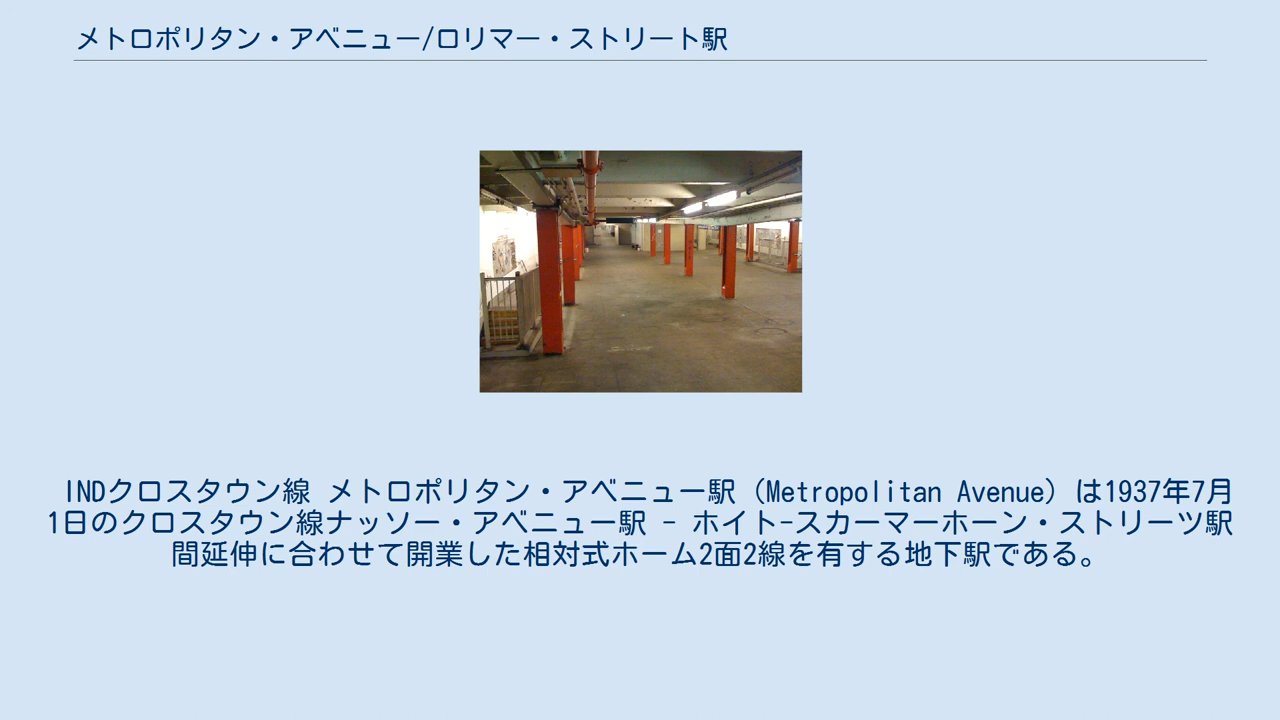 メトロポリタン・アベニュー/ロリマー・ストリート駅
INDクロスタウン線 メトロポリタン・アベニュー駅（Metropolitan Avenue）は1937年7月
1日のクロスタウン線ナッソー・アベニュー駅 - ホイト-スカーマーホーン・ストリーツ駅
間延伸に合わせて開業した相対式ホーム2面2線を有する地下駅である。